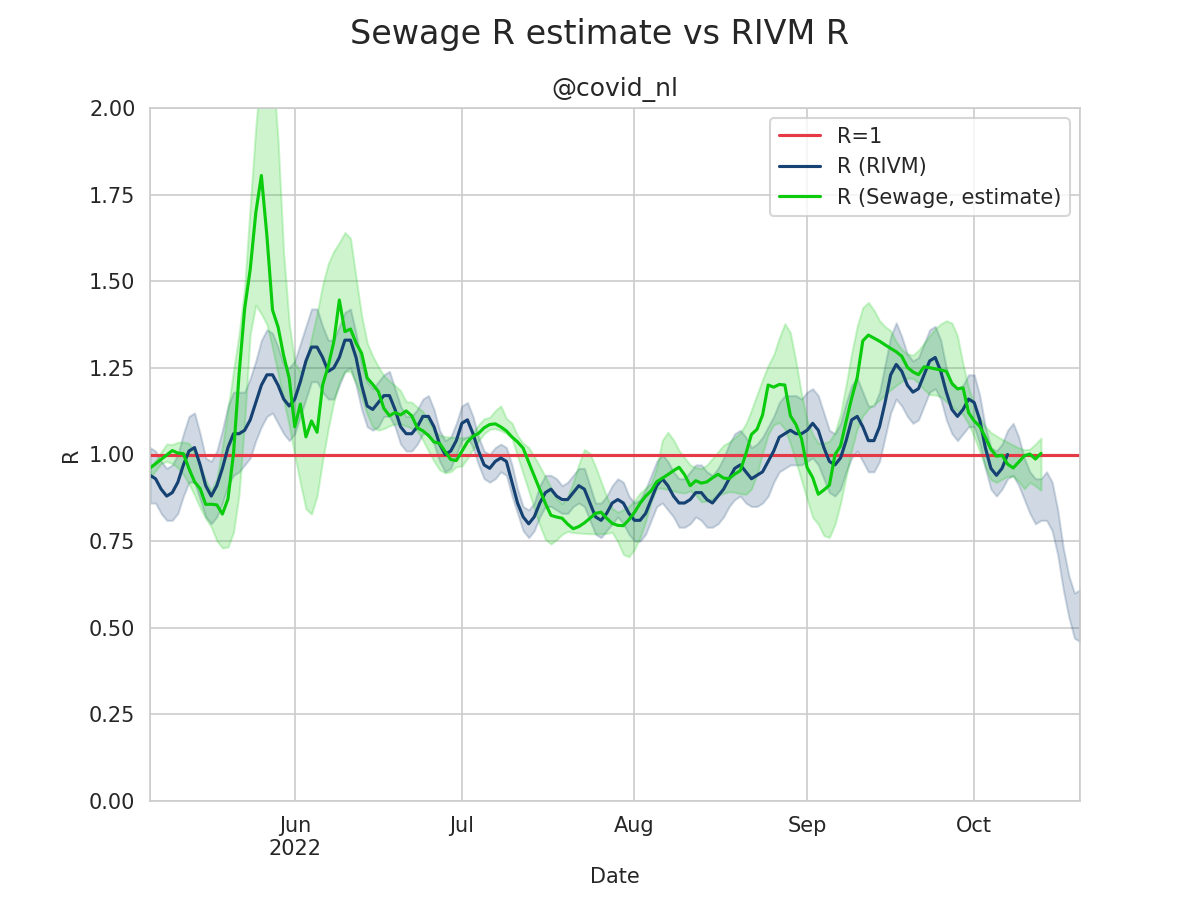 Sewage R estimate vs RIVM R
@covid_nl
R=1
R (RIVM)
R (Sewage, estimate)
2.00
1.75
1.50
1.25
1.00
0.75
0.50
0.25
0.00
R
Jun
2022
Jul
Aug
Sep
Oct
Date